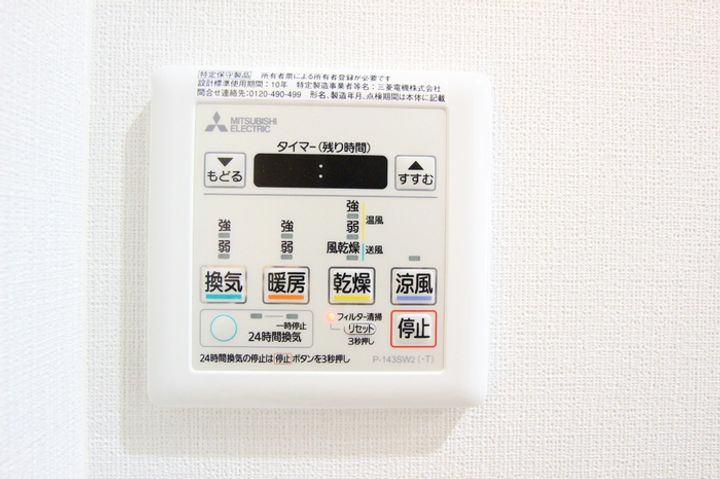 特定保守製品 所有者票による所有者登録が必要です
設計標準使用期間：10年 特定製造事業者等名：三菱電機株式会社
問合せ連絡先：0120-490-499 形名、製造年月、点検期間は本体に記載
MITSUBISHI
ELECTRIC
タイマー（残り時間）
▼ ▲
もどる : すすむ
強
強 強 弱 温風
弱 弱 風乾燥 送風
換気 暖房 乾燥 涼風
一時停止 フィルター清掃
24時間換気 リセット 停止
3秒押し
24時間換気の停止は 停止 ボタンを3秒押し P-143SW2（・T）